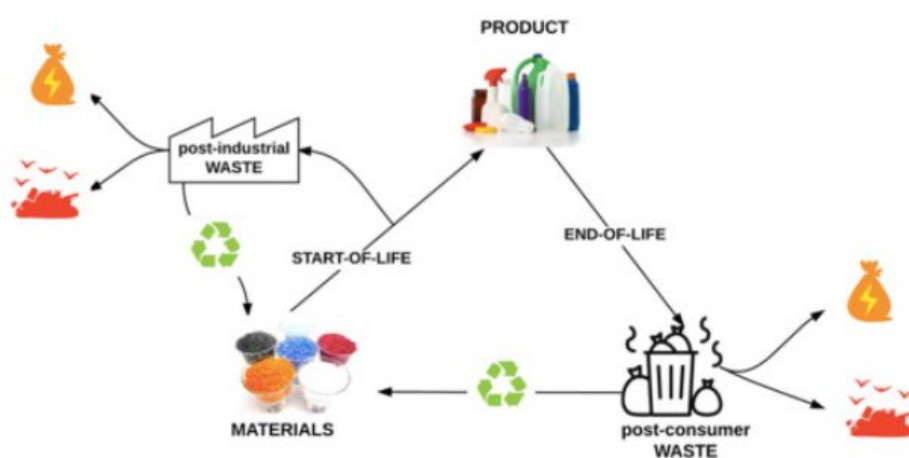 PRODUCT
post-industrial
WASTE
START-OF-LIFE
END-OF-LIFE
MATERIALS
post-consumer
WASTE